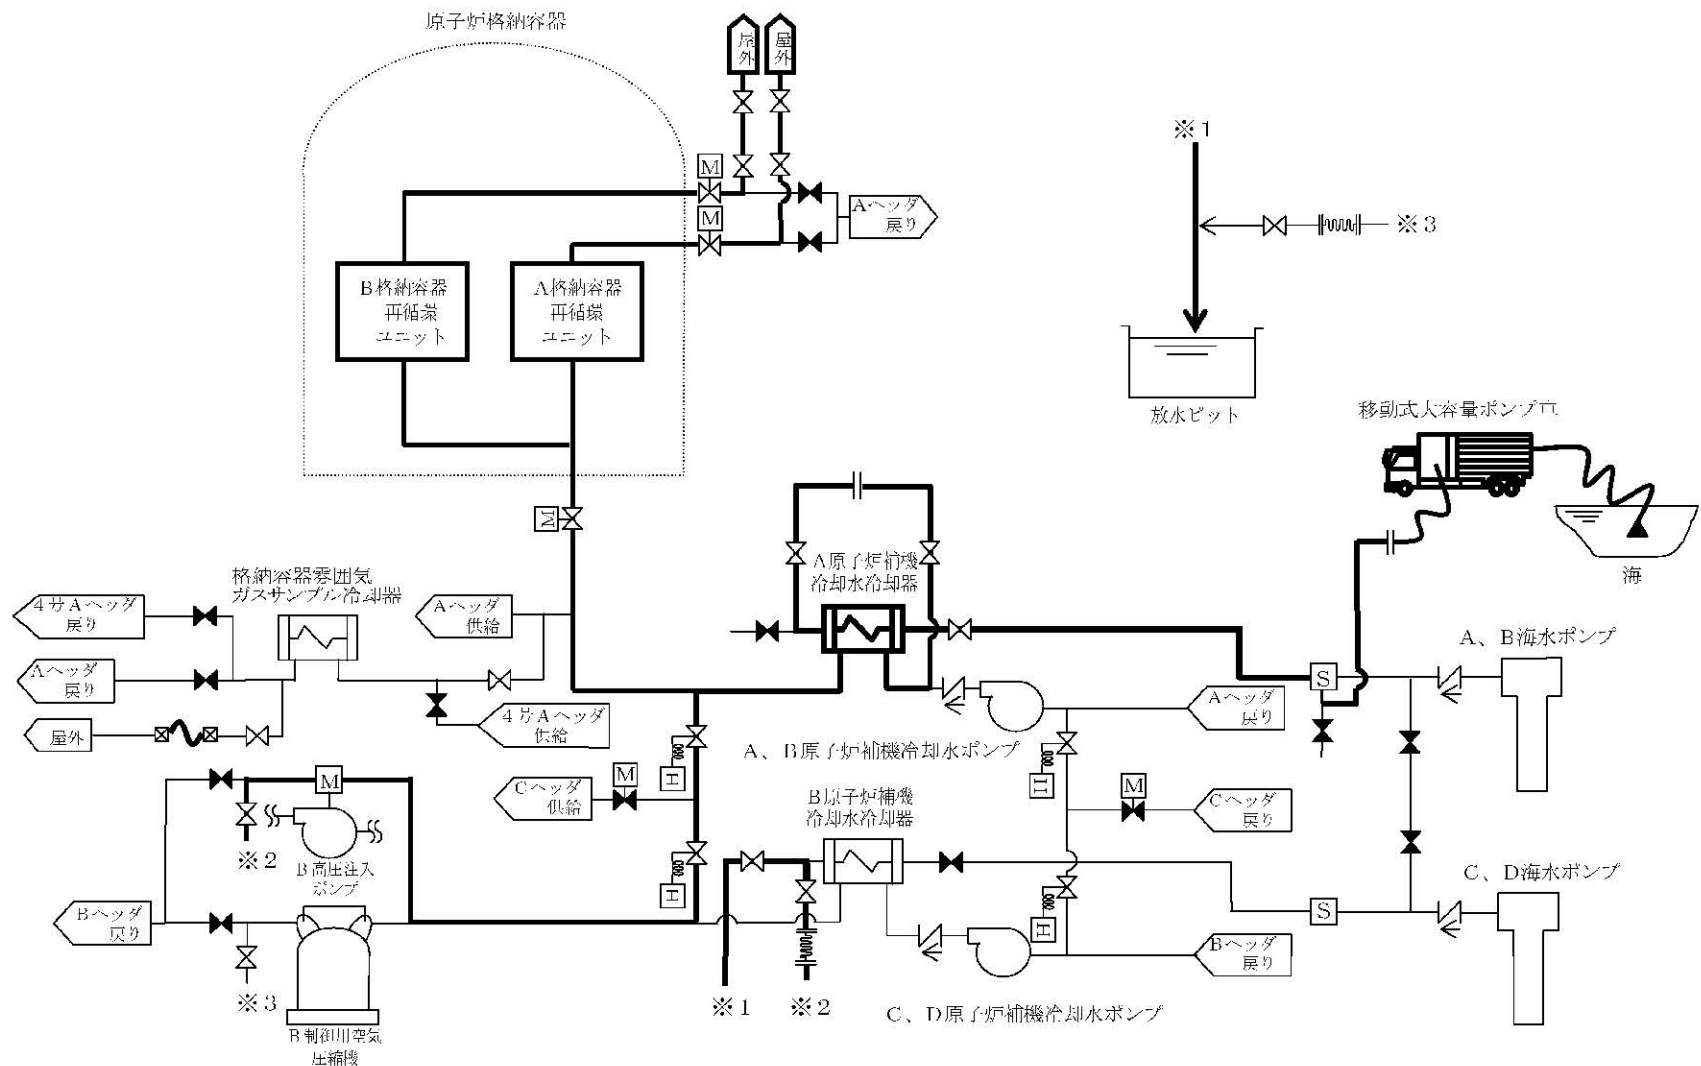 原子炉格納容器
屋外
屋外
※1
M
M
Aヘッダ
戻り
※3
B格納容器
再循環
ユニット
A格納容器
再循環
ユニット
放水ピット
移動式大容量ポンプ車
M
海
格納容器雰囲気
ガスサンプル冷却器
A原子炉補機
冷却水冷却器
4号Aヘッダ
戻り
Aヘッダ
供給
A、B海水ポンプ
Aヘッダ
戻り
S
Aヘッダ
戻り
4号Aヘッダ
供給
屋外
A、B原子炉補機冷却水ポンプ
H
H
M
M
M
Cヘッダ
供給
B原子炉補機
冷却水冷却器
Cヘッダ
戻り
※2
B高圧注入
ポンプ
C、D海水ポンプ
H
Bヘッダ
戻り
S
H
Bヘッダ
戻り
※3
※1
※2
C、D原子炉補機冷却水ポンプ
B制御用空気
圧縮機